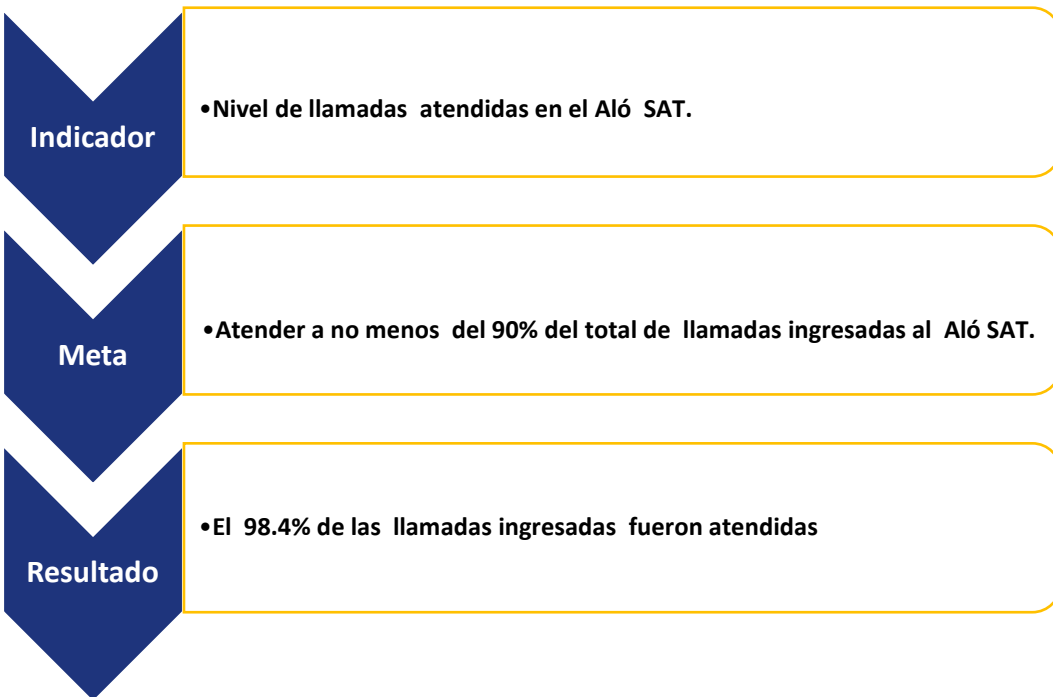 Indicador
•Nivel de llamadas atendidas en el Aló SAT.
Meta
•Atender a no menos del 90% del total de llamadas ingresadas al Aló SAT.
Resultado
•El 98.4% de las llamadas ingresadas fueron atendidas